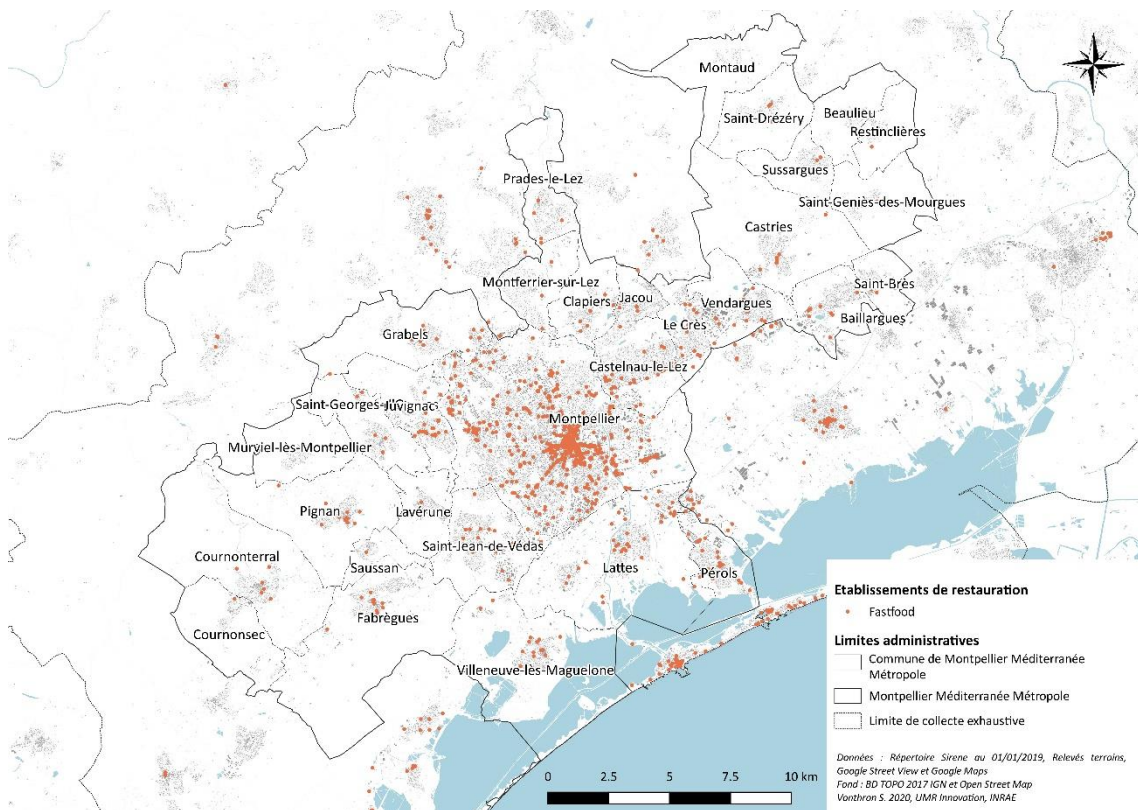 Montaud
Saint-Drézéry
Beaulieu
Restinclières
Sussargues
Prades-le-Lez
Saint-Geniès-des-Mourgues
Castries
Montferrier-sur-Lez
Saint-Brès
Clapiers
Jacou
Vendargues
Baillargues
Le Crès
Grabels
Castelnau-le-Lez
Saint-Georges-d'O
Juvignac
Montpellier
Murviel-lès-Montpellier
Pignan
Lavérune
Saint-Jean-de-Védas
Cournonterral
Saussan
Lattes
Pérols
Fabrègues
Cournonsec
Villeneuve-lès-Maguelone
Etablissements de restauration
Fastfood
Limites administratives
Commune de Montpellier Méditerranée
Métropole
Montpellier Méditerranée Métropole
Limite de collecte exhaustive
Données : Répertoire Sirene au 01/01/2019, Relevés terrains,
Google Street View et Google Maps
Fond : BD TOPO 2017 IGN et Open Street Map
Vonthron S. 2020, UMR Innovation, INRAE
0 2.5 5 7.5 10 km